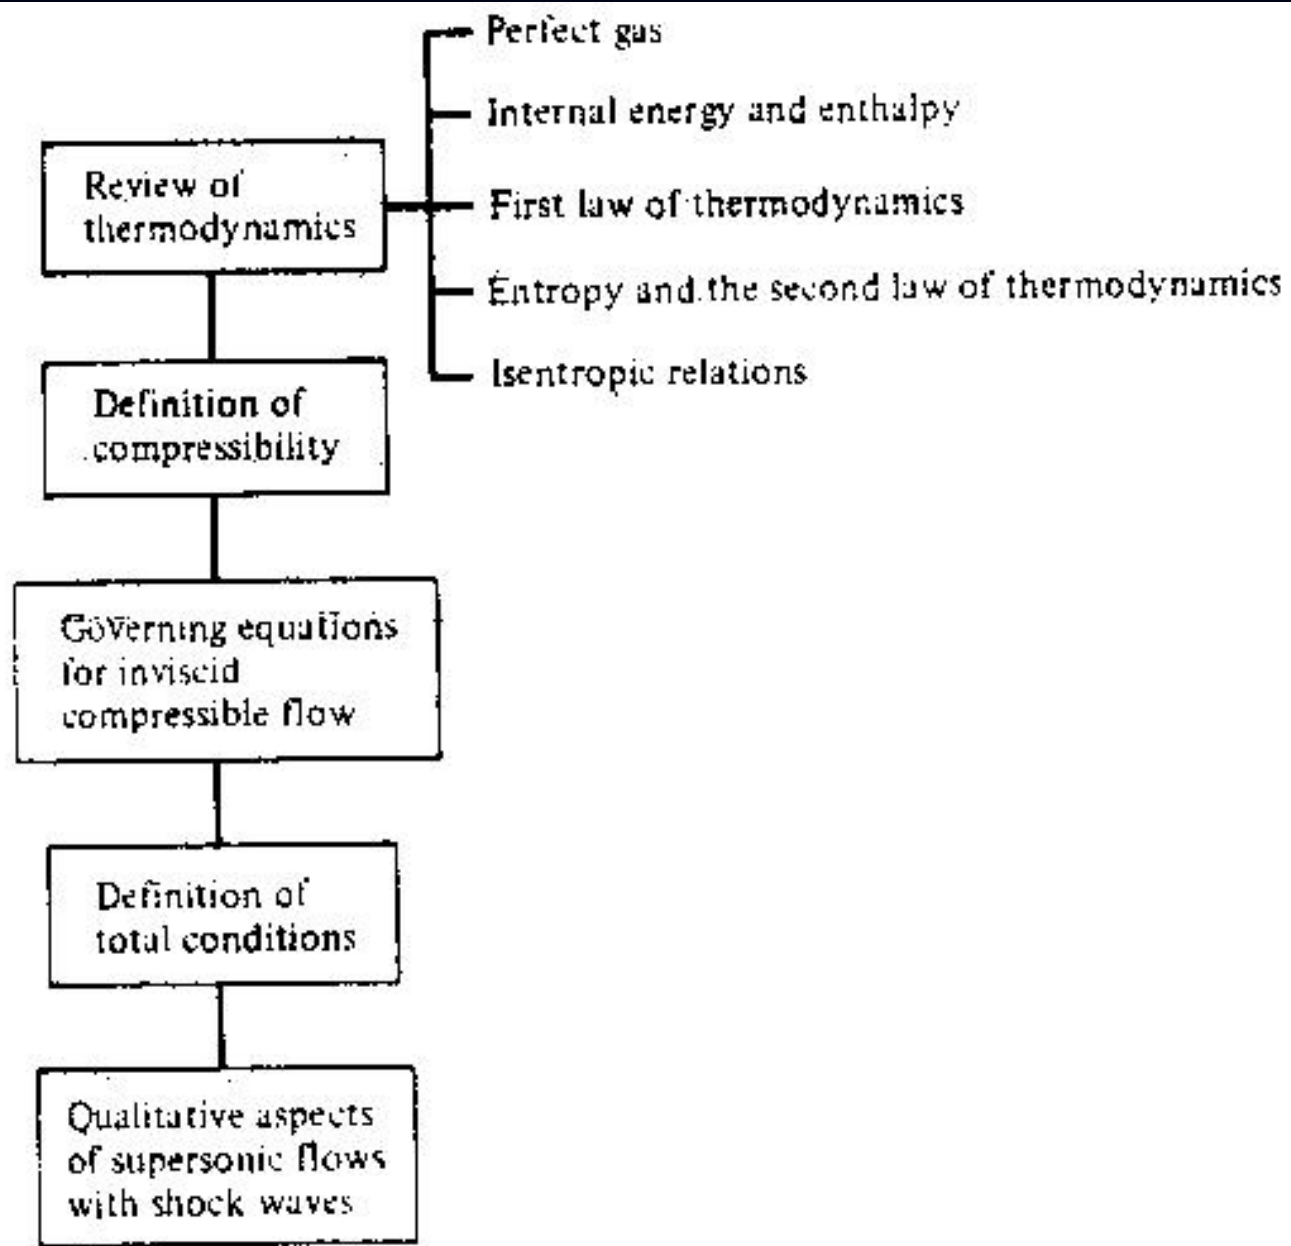 Perfect gas
Internal energy and enthalpy
Review of
thermodynamics
First law of thermodynamics
Entropy and the second law of thermodynamics
Isentropic relations
Definition of
compressibility
Governing equations
for inviscid
compressible flow
Definition of
total conditions
Qualitative aspects
of supersonic flows
with shock waves